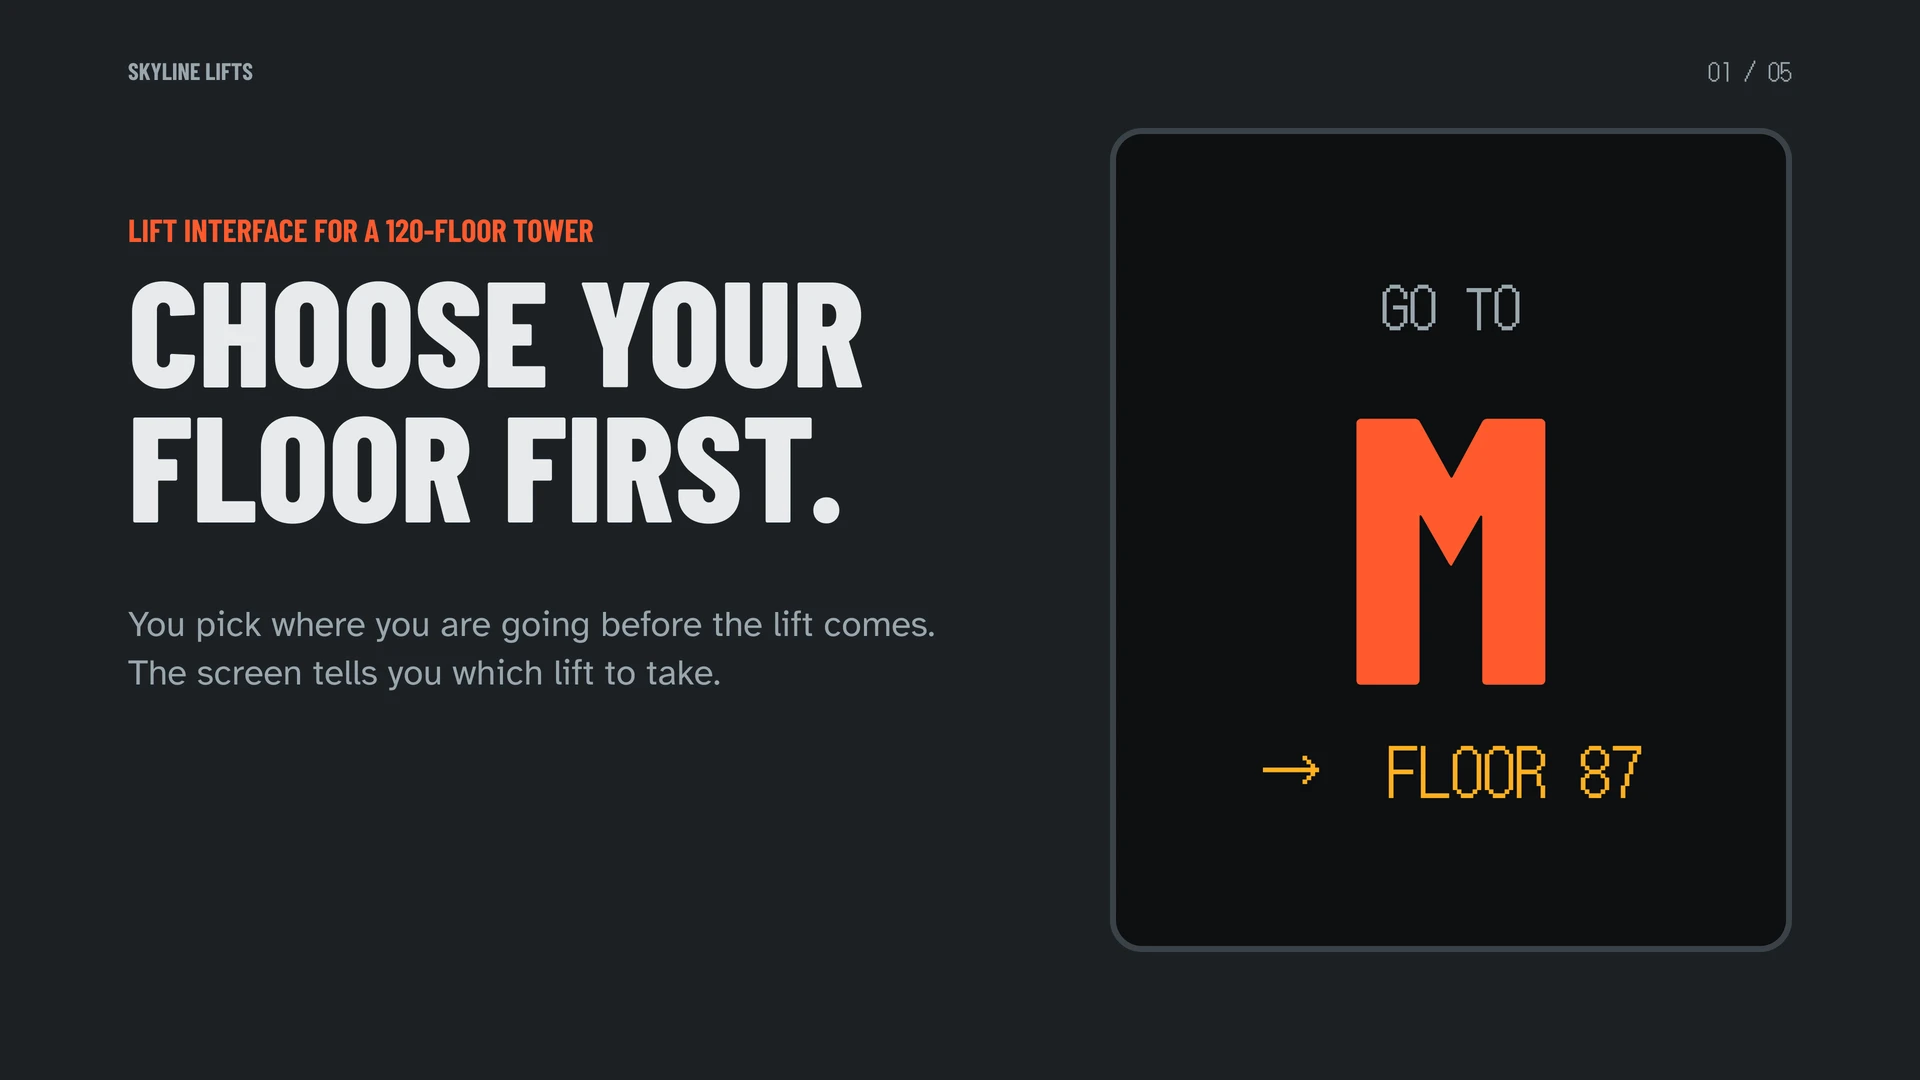 SKYLINE LIFTS
01 / 05
LIFT INTERFACE FOR A 120-FLOOR TOWER
CHOOSE YOUR
FLOOR FIRST.
You pick where you are going before the lift comes.
The screen tells you which lift to take.
GO TO
M
→ FLOOR 87